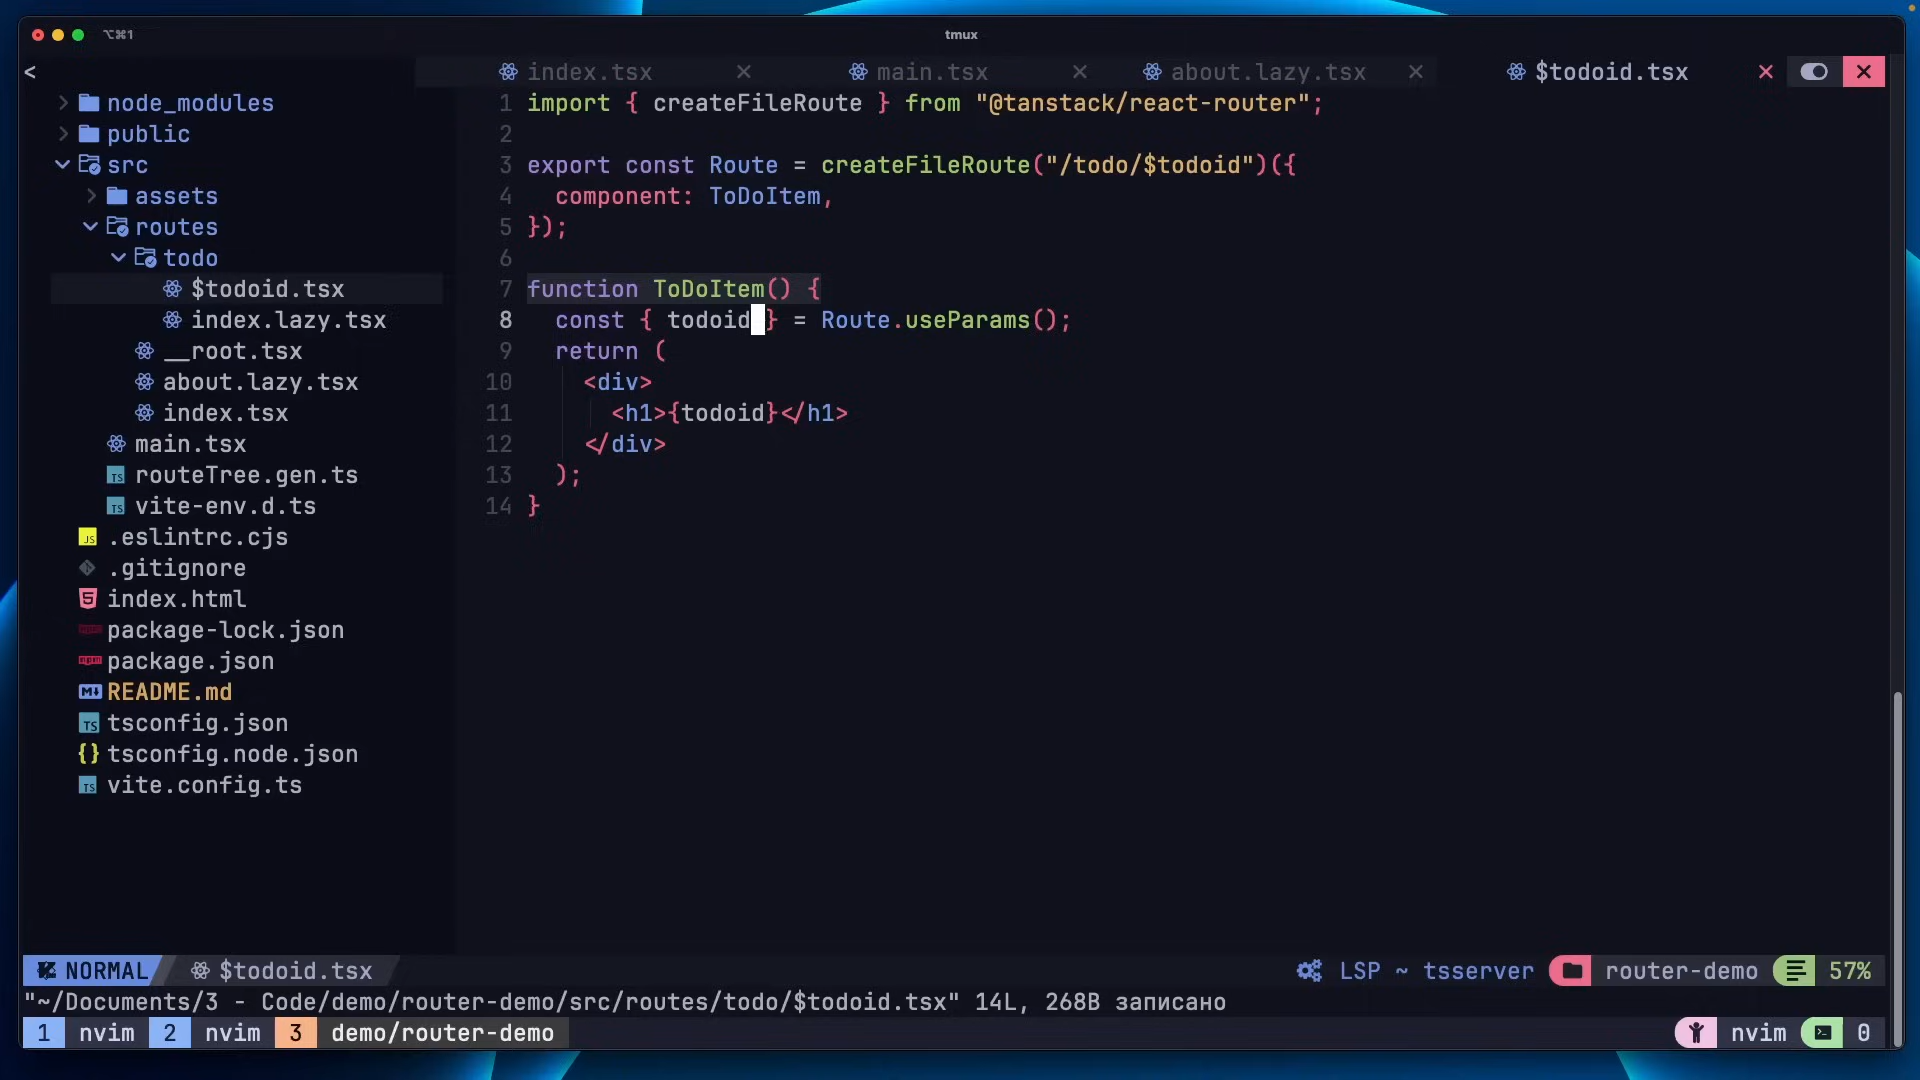 ⌥⌘1
tmux
<
index.tsx
main.tsx
about.lazy.tsx
$todoid.tsx
node_modules
public
src
assets
routes
todo
$todoid.tsx
index.lazy.tsx
__root.tsx
about.lazy.tsx
index.tsx
main.tsx
TS routeTree.gen.ts
TS vite-env.d.ts
JS .eslintrc.cjs
.gitignore
index.html
package-lock.json
package.json
README.md
TS tsconfig.json
{} tsconfig.node.json
TS vite.config.ts
1 import { createFileRoute } from "@tanstack/react-router";
2
3 export const Route = createFileRoute("/todo/$todoid")({
4 component: ToDoItem,
5 });
6
7 function ToDoItem() {
8 const { todoid } = Route.useParams();
9 return (
10 <div>
11 <h1>{todoid}</h1>
12 </div>
13 );
14 }
NORMAL
$todoid.tsx
LSP ~ tsserver
router-demo
57%
"~/Documents/3 - Code/demo/router-demo/src/routes/todo/$todoid.tsx" 14L, 268B записано
1 nvim 2 nvim 3 demo/router-demo
nvim
0